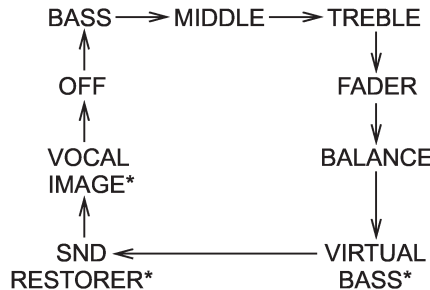 BASS MIDDLE TREBLE
OFF FADER
VOCAL
IMAGE*
BALANCE
SND
RESTORER*
VIRTUAL
BASS*